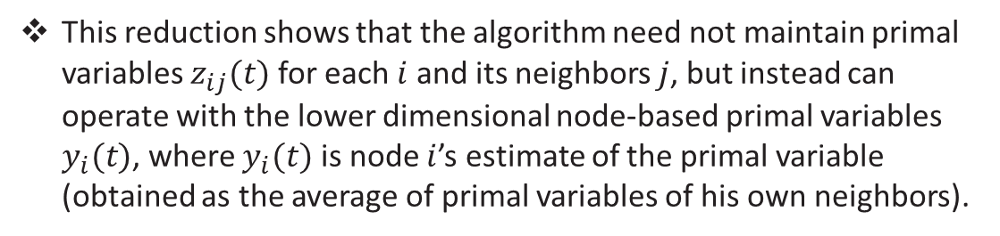 ❖ This reduction shows that the algorithm need not maintain primal
variables $z_{ij}(t)$ for each $i$ and its neighbors $j$, but instead can
operate with the lower dimensional node-based primal variables
$y_i(t)$, where $y_i(t)$ is node $i$'s estimate of the primal variable
(obtained as the average of primal variables of his own neighbors).